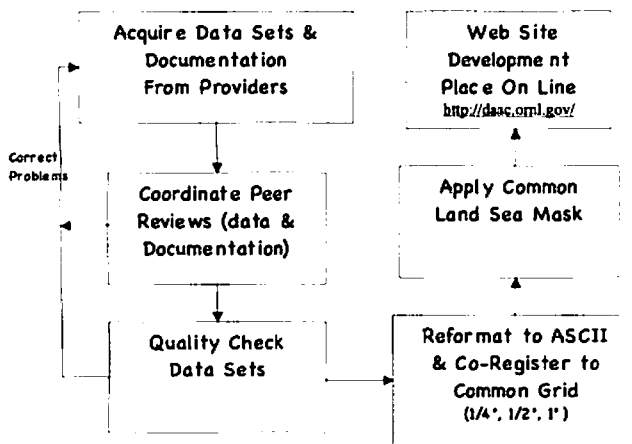 Acquire Data Sets &
Documentation
From Providers
Correct
Problems
Coordinate Peer
Reviews (data &
Documentation)
Quality Check
Data Sets
Reformat to ASCII
& Co-Register to
Common Grid
(1/4°, 1/2°, 1°)
Apply Common
Land Sea Mask
Web Site
Development
Place On Line
http://daac.ornl.gov/